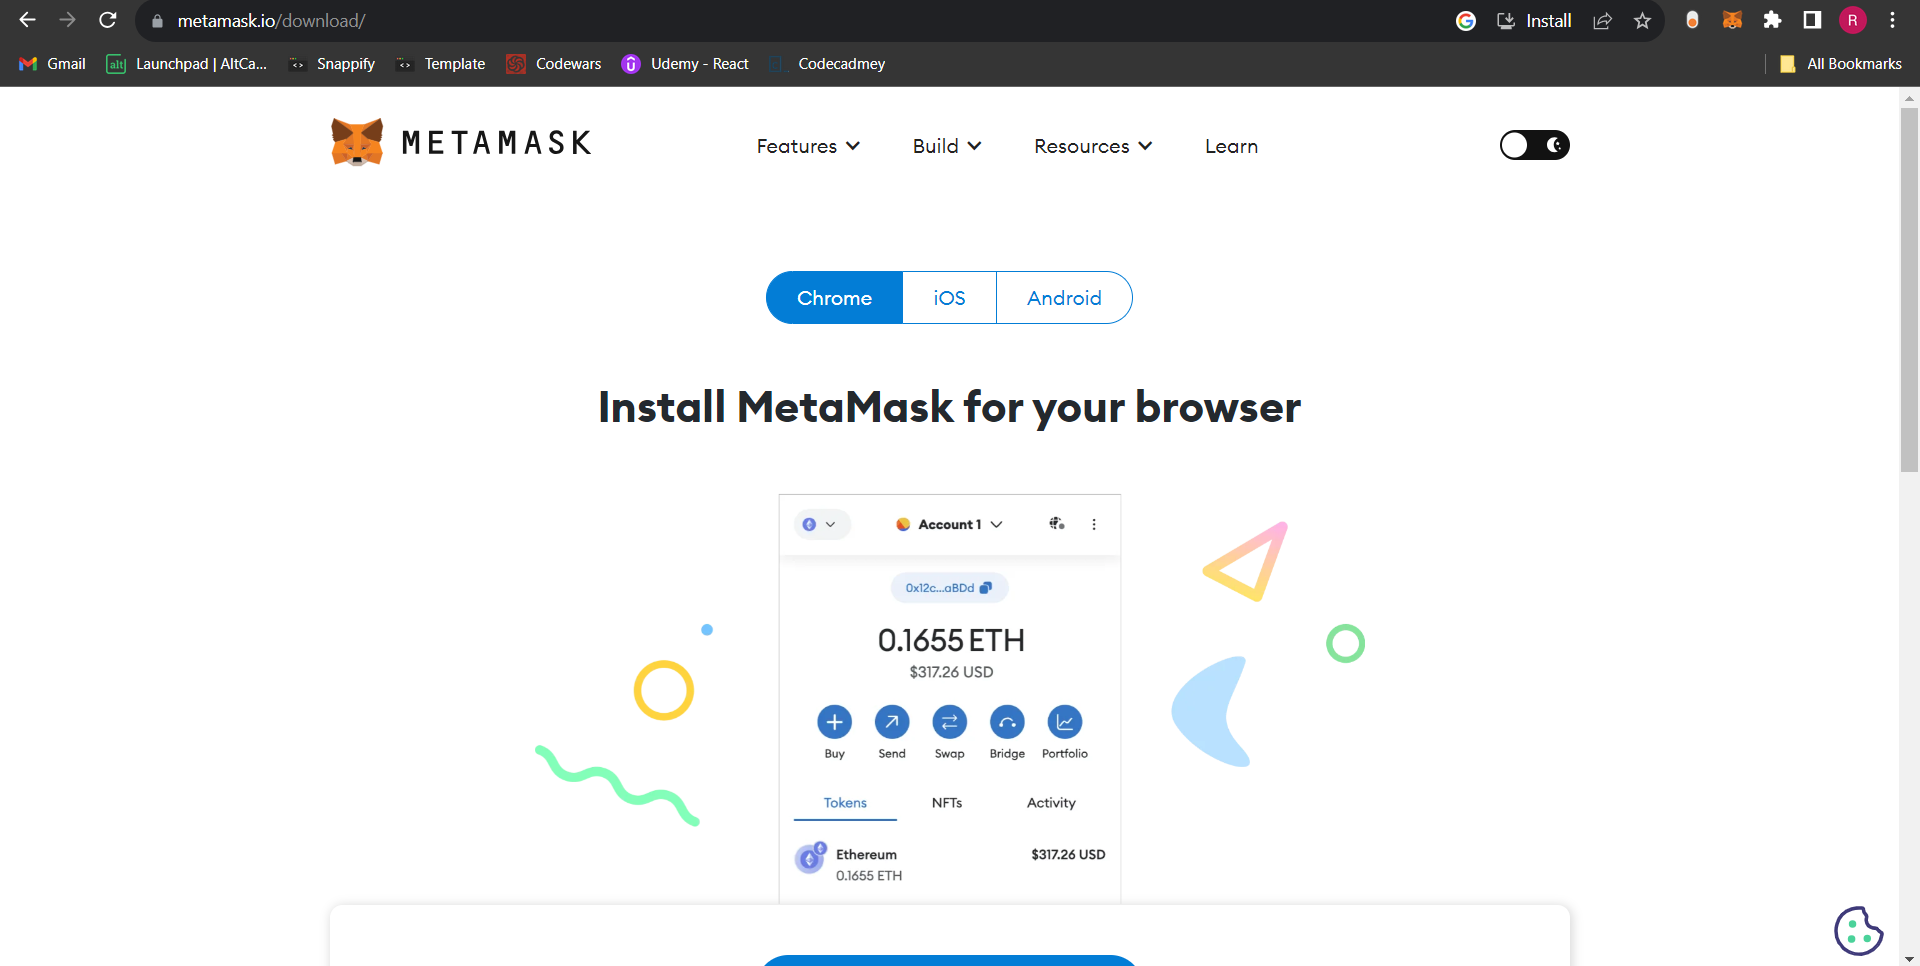 metamask.io/download/
Install
R
Gmail
alt
Launchpad | AltCa...
Snappify
Template
Codewars
Udemy - React
Codecadmey
All Bookmarks
METAMASK
Features
Build
Resources
Learn
Chrome
iOS
Android
Install MetaMask for your browser
Account 1
0x12c...aBDd
0.1655 ETH
$317.26 USD
Buy
Send
Swap
Bridge
Portfolio
Tokens
NFTs
Activity
Ethereum
$317.26 USD
0.1655 ETH